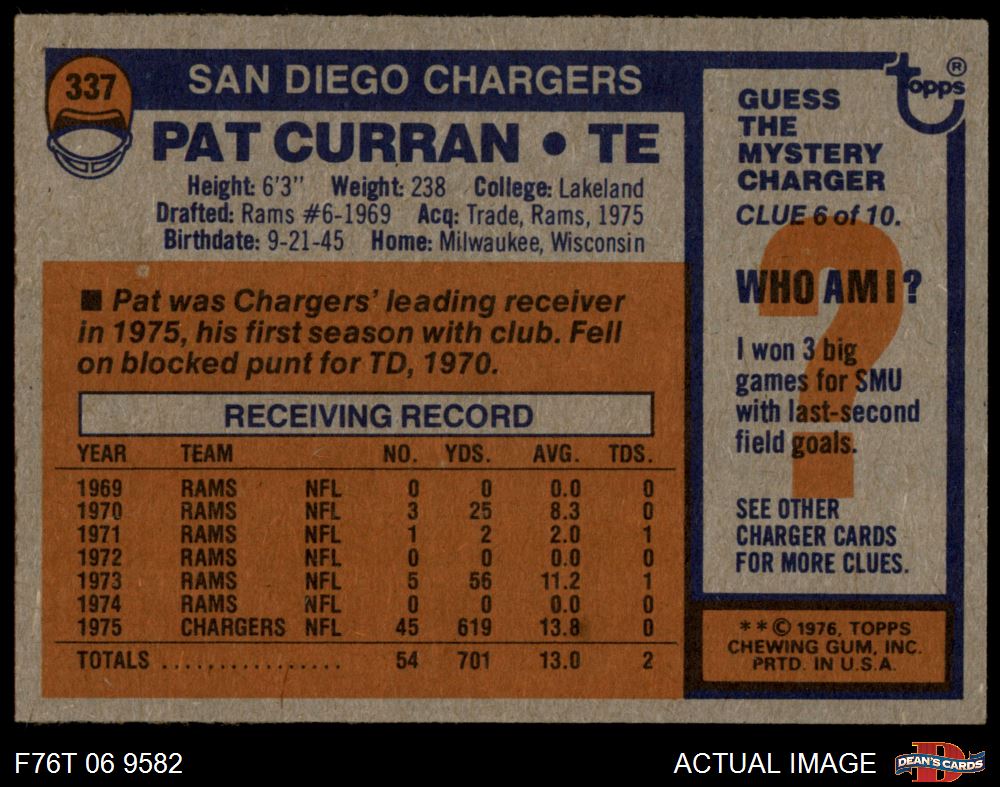 337
SAN DIEGO CHARGERS
PAT CURRAN • TE
Height: 6'3" Weight: 238 College: Lakeland
Drafted: Rams #6-1969 Acq: Trade, Rams, 1975
Birthdate: 9-21-45 Home: Milwaukee, Wisconsin
■ Pat was Chargers' leading receiver
in 1975, his first season with club. Fell
on blocked punt for TD, 1970.
RECEIVING RECORD
YEAR TEAM NO. YDS. AVG. TDS.
1969 RAMS NFL 0 0 0.0 0
1970 RAMS NFL 3 25 8.3 0
1971 RAMS NFL 1 2 2.0 1
1972 RAMS NFL 0 0 0.0 0
1973 RAMS NFL 5 56 11.2 1
1974 RAMS NFL 0 0 0.0 0
1975 CHARGERS NFL 45 619 13.8 0
TOTALS ................ 54 701 13.0 2
topps ®
GUESS
THE
MYSTERY
CHARGER
CLUE 6 of 10.
?
WHO AM I?
I won 3 big
games for SMU
with last-second
field goals.
SEE OTHER
CHARGER CARDS
FOR MORE CLUES.
**© 1976, TOPPS
CHEWING GUM, INC.
PRTD. IN U.S.A.
F76T 06 9582
ACTUAL IMAGE
D
DEAN'S CARDS